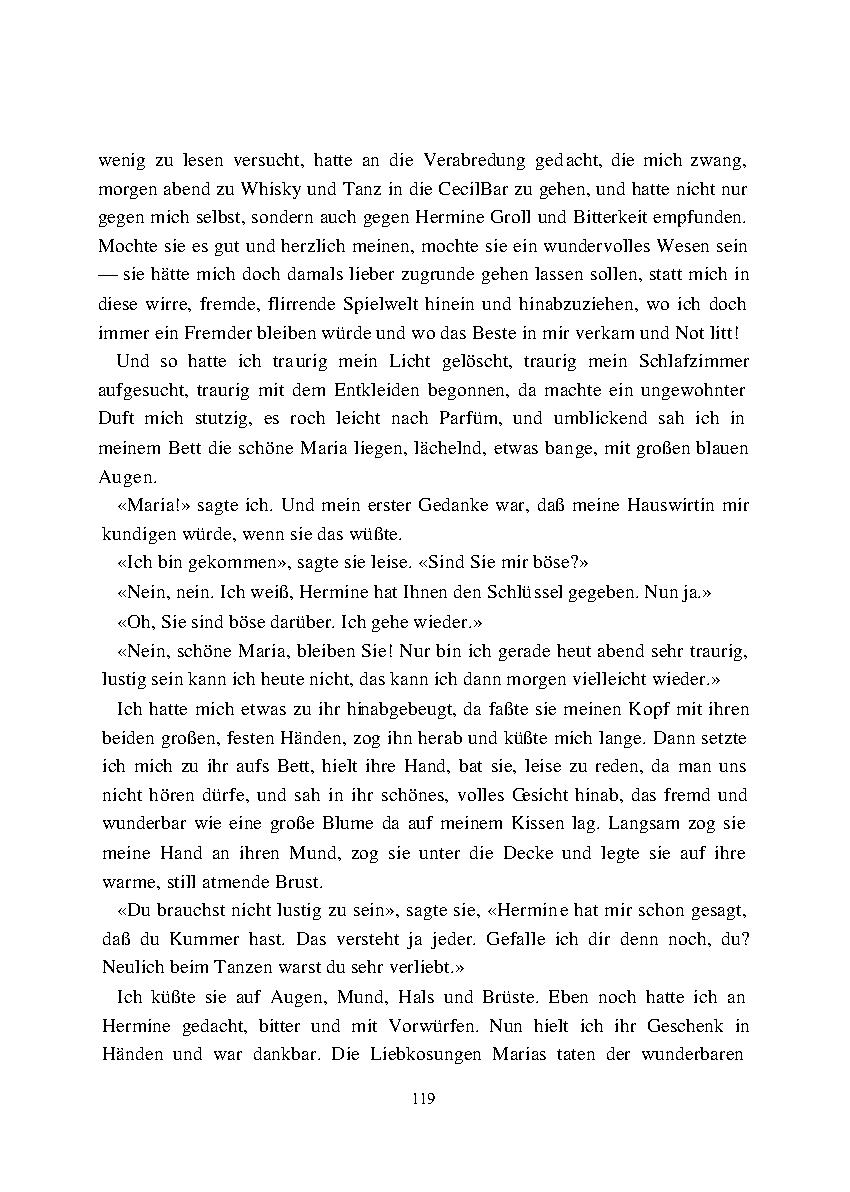 wenig zu lesen versucht, hatte an die Verabredung gedacht, die mich zwang,
morgen abend zu Whisky und Tanz in die CecilBar zu gehen, und hatte nicht nur
gegen mich selbst, sondern auch gegen Hermine Groll und Bitterkeit empfunden.
Mochte sie es gut und herzlich meinen, mochte sie ein wundervolles Wesen sein
— sie hätte mich doch damals lieber zugrunde gehen lassen sollen, statt mich in
diese wirre, fremde, flirrende Spielwelt hinein und hinabzuziehen, wo ich doch
immer ein Fremder bleiben würde und wo das Beste in mir verkam und Not litt!
Und so hatte ich traurig mein Licht gelöscht, traurig mein Schlafzimmer
aufgesucht, traurig mit dem Entkleiden begonnen, da machte ein ungewohnter
Duft mich stutzig, es roch leicht nach Parfüm, und umblickend sah ich in
meinem Bett die schöne Maria liegen, lächelnd, etwas bange, mit großen blauen
Augen.
«Maria!» sagte ich. Und mein erster Gedanke war, daß meine Hauswirtin mir
kundigen würde, wenn sie das wüßte.
«Ich bin gekommen», sagte sie leise. «Sind Sie mir böse?»
«Nein, nein. Ich weiß, Hermine hat Ihnen den Schlüssel gegeben. Nun ja.»
«Oh, Sie sind böse darüber. Ich gehe wieder.»
«Nein, schöne Maria, bleiben Sie! Nur bin ich gerade heut abend sehr traurig,
lustig sein kann ich heute nicht, das kann ich dann morgen vielleicht wieder.»
Ich hatte mich etwas zu ihr hinabgebeugt, da faßte sie meinen Kopf mit ihren
beiden großen, festen Händen, zog ihn herab und küßte mich lange. Dann setzte
ich mich zu ihr aufs Bett, hielt ihre Hand, bat sie, leise zu reden, da man uns
nicht hören dürfe, und sah in ihr schönes, volles Gesicht hinab, das fremd und
wunderbar wie eine große Blume da auf meinem Kissen lag. Langsam zog sie
meine Hand an ihren Mund, zog sie unter die Decke und legte sie auf ihre
warme, still atmende Brust.
«Du brauchst nicht lustig zu sein», sagte sie, «Hermine hat mir schon gesagt,
daß du Kummer hast. Das versteht ja jeder. Gefalle ich dir denn noch, du?
Neulich beim Tanzen warst du sehr verliebt.»
Ich küßte sie auf Augen, Mund, Hals und Brüste. Eben noch hatte ich an
Hermine gedacht, bitter und mit Vorwürfen. Nun hielt ich ihr Geschenk in
Händen und war dankbar. Die Liebkosungen Marias taten der wunderbaren
119